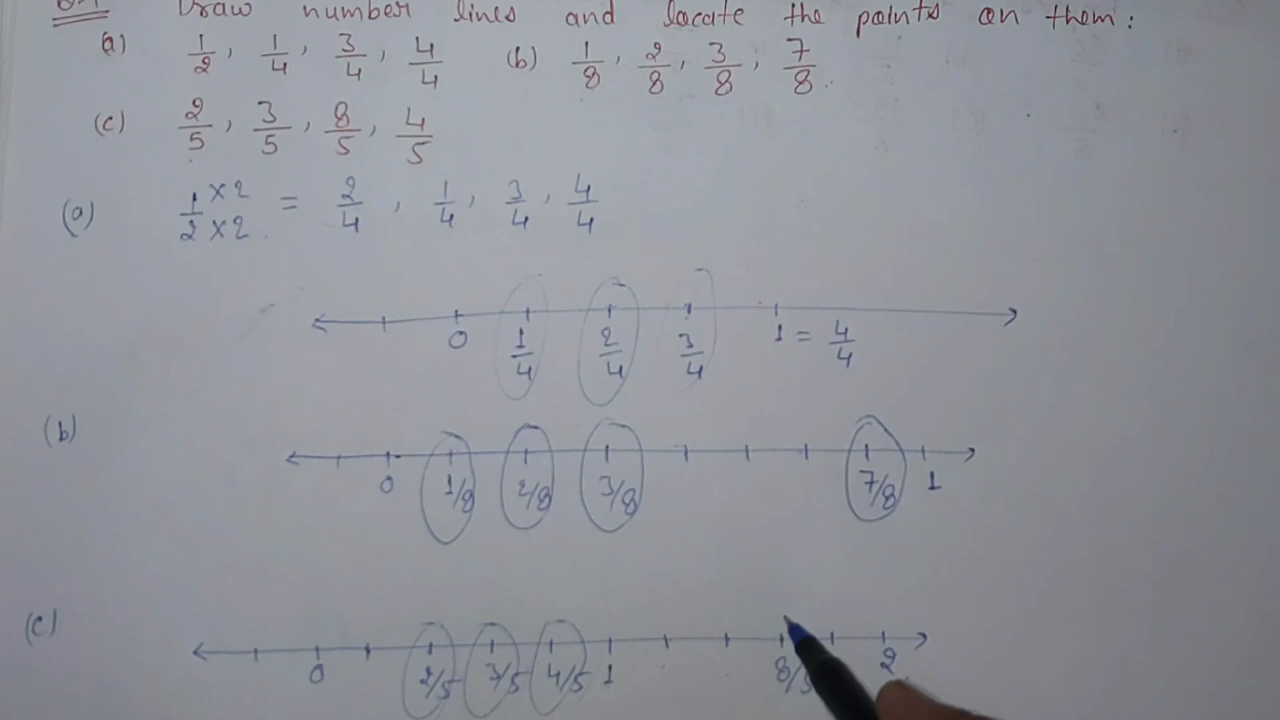 Draw number lines and locate the points on them:
(a) 1/2, 1/4, 3/4, 4/4 (b) 1/8, 2/8, 3/8, 7/8.
(c) 2/5, 3/5, 8/5, 4/5
(a) 1×2/2×2 = 2/4, 1/4, 3/4, 4/4
0 1/4 2/4 3/4 1 = 4/4
(b)
0 1/8 2/8 3/8 7/8 1
(c)
0 2/5 3/5 4/5 1 8/5 2